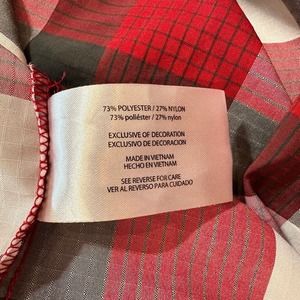 73% POLYESTER / 27% NYLON
73% poliéster / 27% nylon
EXCLUSIVE OF DECORATION
EXCLUSIVO DE DECORACION
MADE IN VIETNAM
HECHO EN VIETNAM
SEE REVERSE FOR CARE
VER AL REVERSO PARA CUIDADO